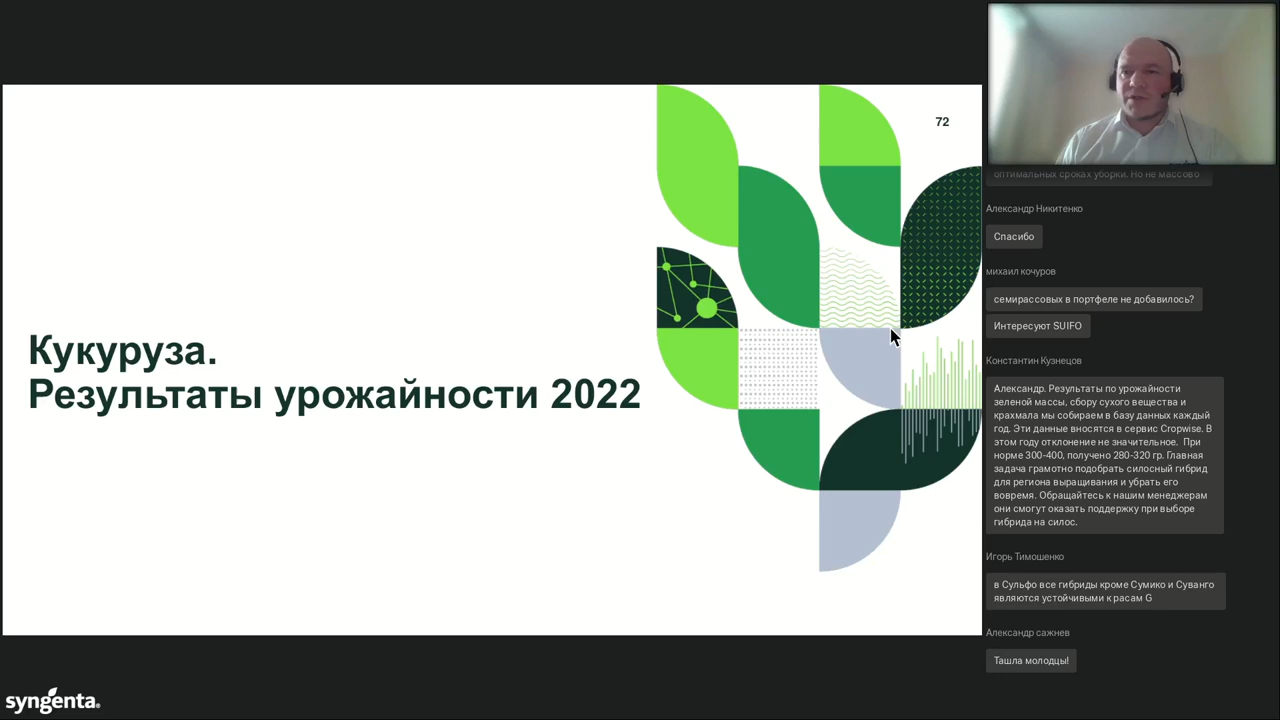 72
Кукуруза.
Результаты урожайности 2022
syngenta.
оптимальных сроках уборки. Но не массово
Александр Никитенко
Спасибо
михаил кочуров
семирассовых в портфеле не добавилось?
Интересуют SUIFO
Константин Кузнецов
Александр. Результаты по урожайности
зеленой массы, сбору сухого вещества и
крахмала мы собираем в базу данных каждый
год. Эти данные вносятся в сервис Cropwise. В
этом году отклонение не значительное.  При
норме 300-400, получено 280-320 гр. Главная
задача грамотно подобрать силосный гибрид
для региона выращивания и убрать его
вовремя. Обращайтесь к нашим менеджерам
они смогут оказать поддержку при выборе
гибрида на силос.
Игорь Тимошенко
в Сульфо все гибриды кроме Сумико и Суванго
являются устойчивыми к расам G
Александр сажнев
Ташла молодцы!